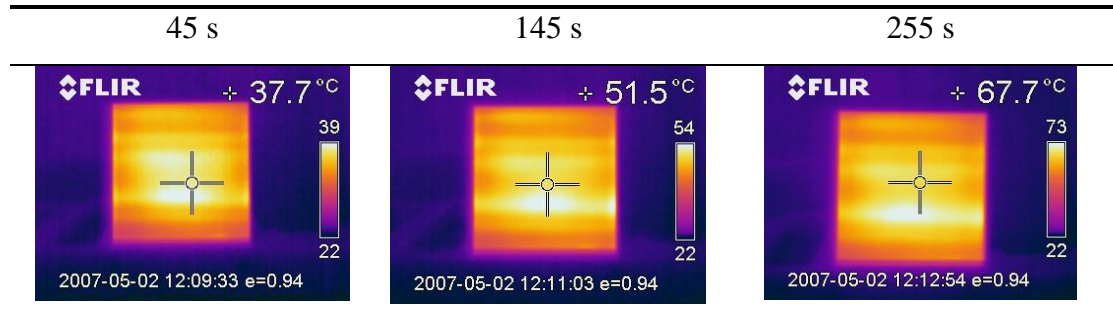 45 s 145 s 255 s
FLIR 37.7°C
39
22
2007-05-02 12:09:33 e=0.94
FLIR 51.5°C
54
22
2007-05-02 12:11:03 e=0.94
FLIR 67.7°C
73
22
2007-05-02 12:12:54 e=0.94